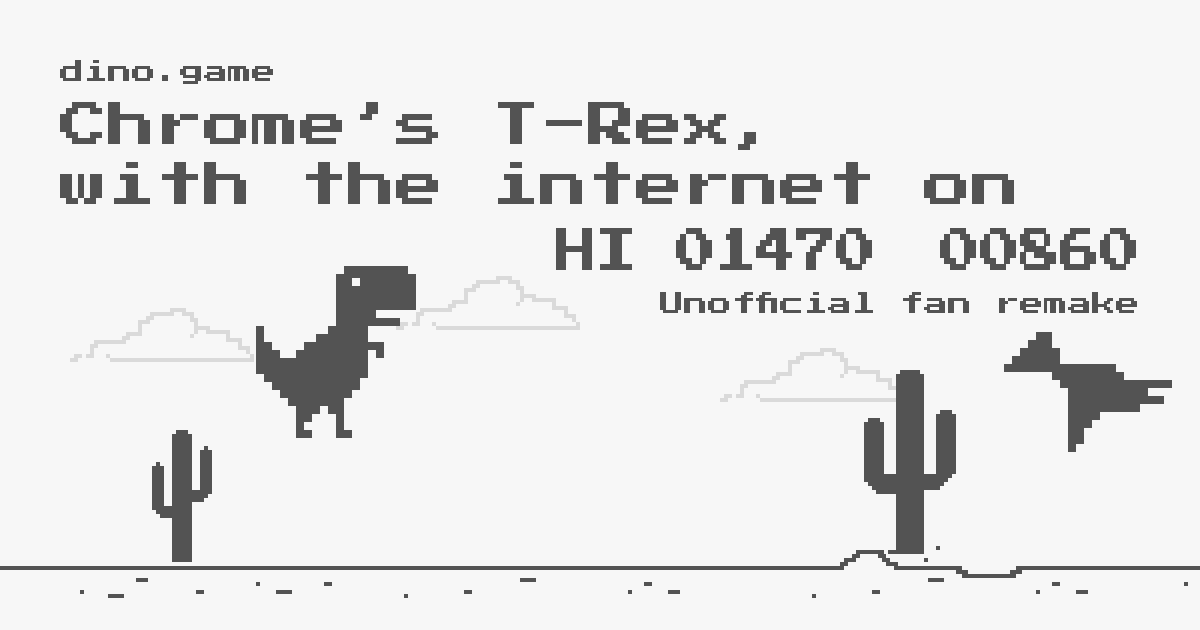 dino.game
Chrome's T-Rex,
with the internet on
HI 01470 00860
Unofficial fan remake